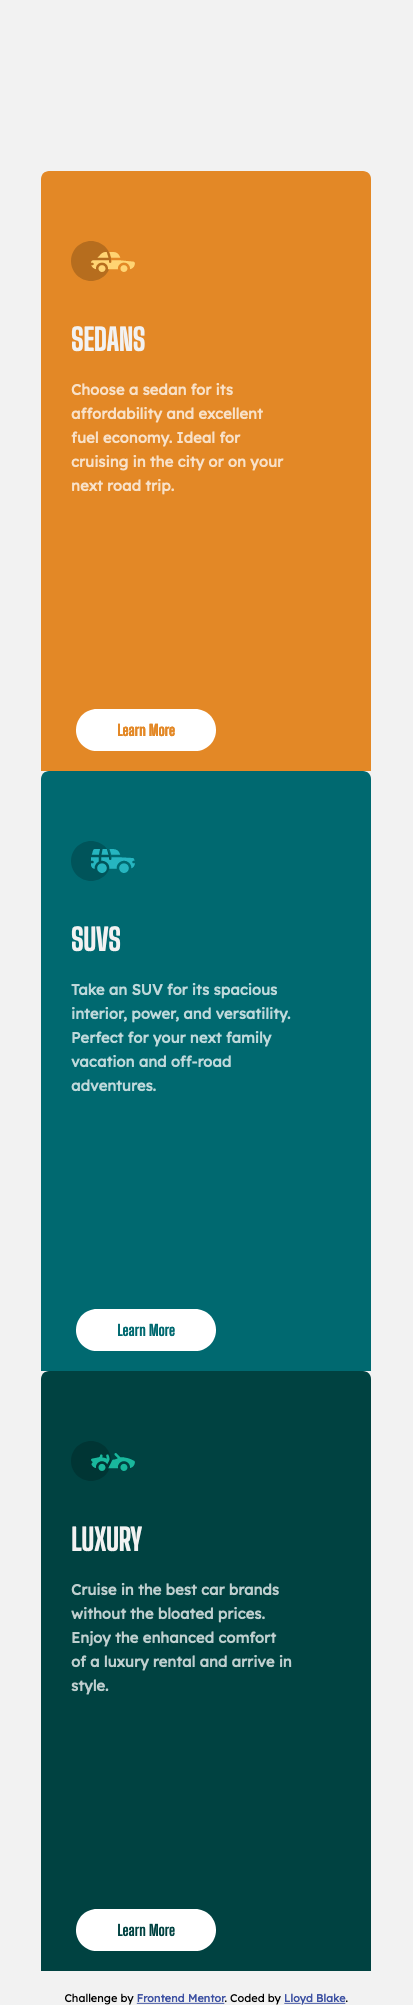 SEDANS
Choose a sedan for its
affordability and excellent
fuel economy. Ideal for
cruising in the city or on your
next road trip.
Learn More
SUVS
Take an SUV for its spacious
interior, power, and versatility.
Perfect for your next family
vacation and off-road
adventures.
Learn More
LUXURY
Cruise in the best car brands
without the bloated prices.
Enjoy the enhanced comfort
of a luxury rental and arrive in
style.
Learn More
Challenge by Frontend Mentor. Coded by Lloyd Blake.